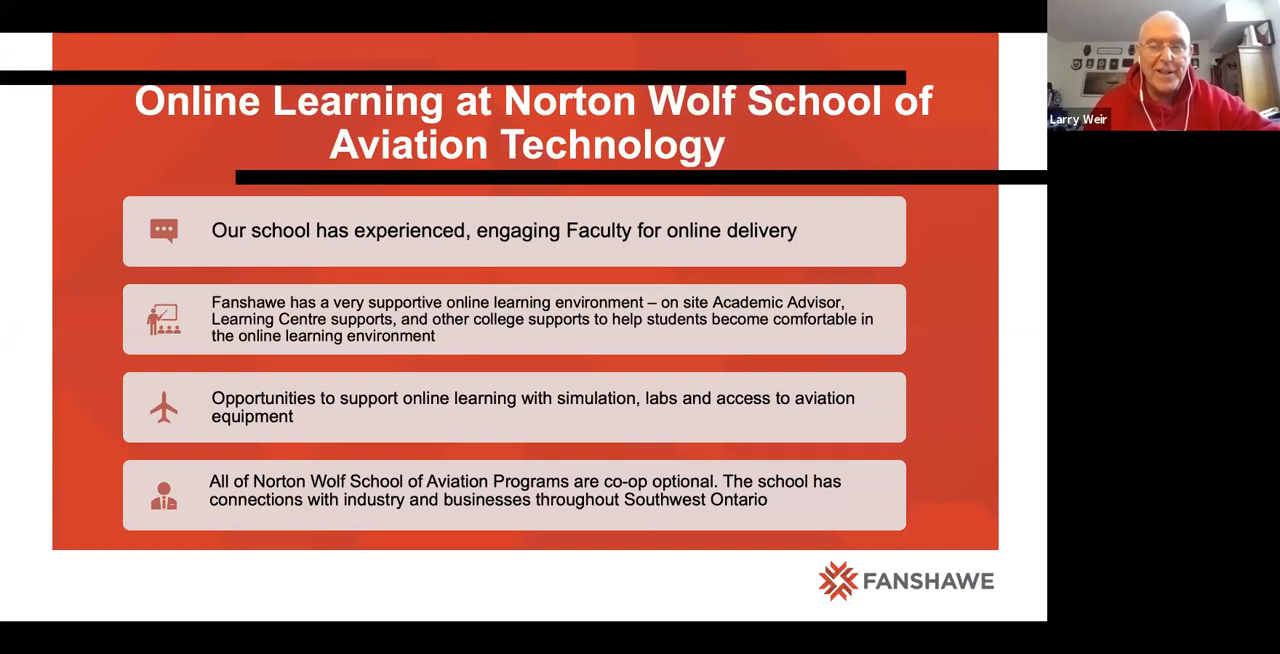 Online Learning at Norton Wolf School of
Aviation Technology
Larry Weir
Our school has experienced, engaging Faculty for online delivery
Fanshawe has a very supportive online learning environment – on site Academic Advisor,
Learning Centre supports, and other college supports to help students become comfortable in
the online learning environment
Opportunities to support online learning with simulation, labs and access to aviation
equipment
All of Norton Wolf School of Aviation Programs are co-op optional. The school has
connections with industry and businesses throughout Southwest Ontario
FANSHAWE